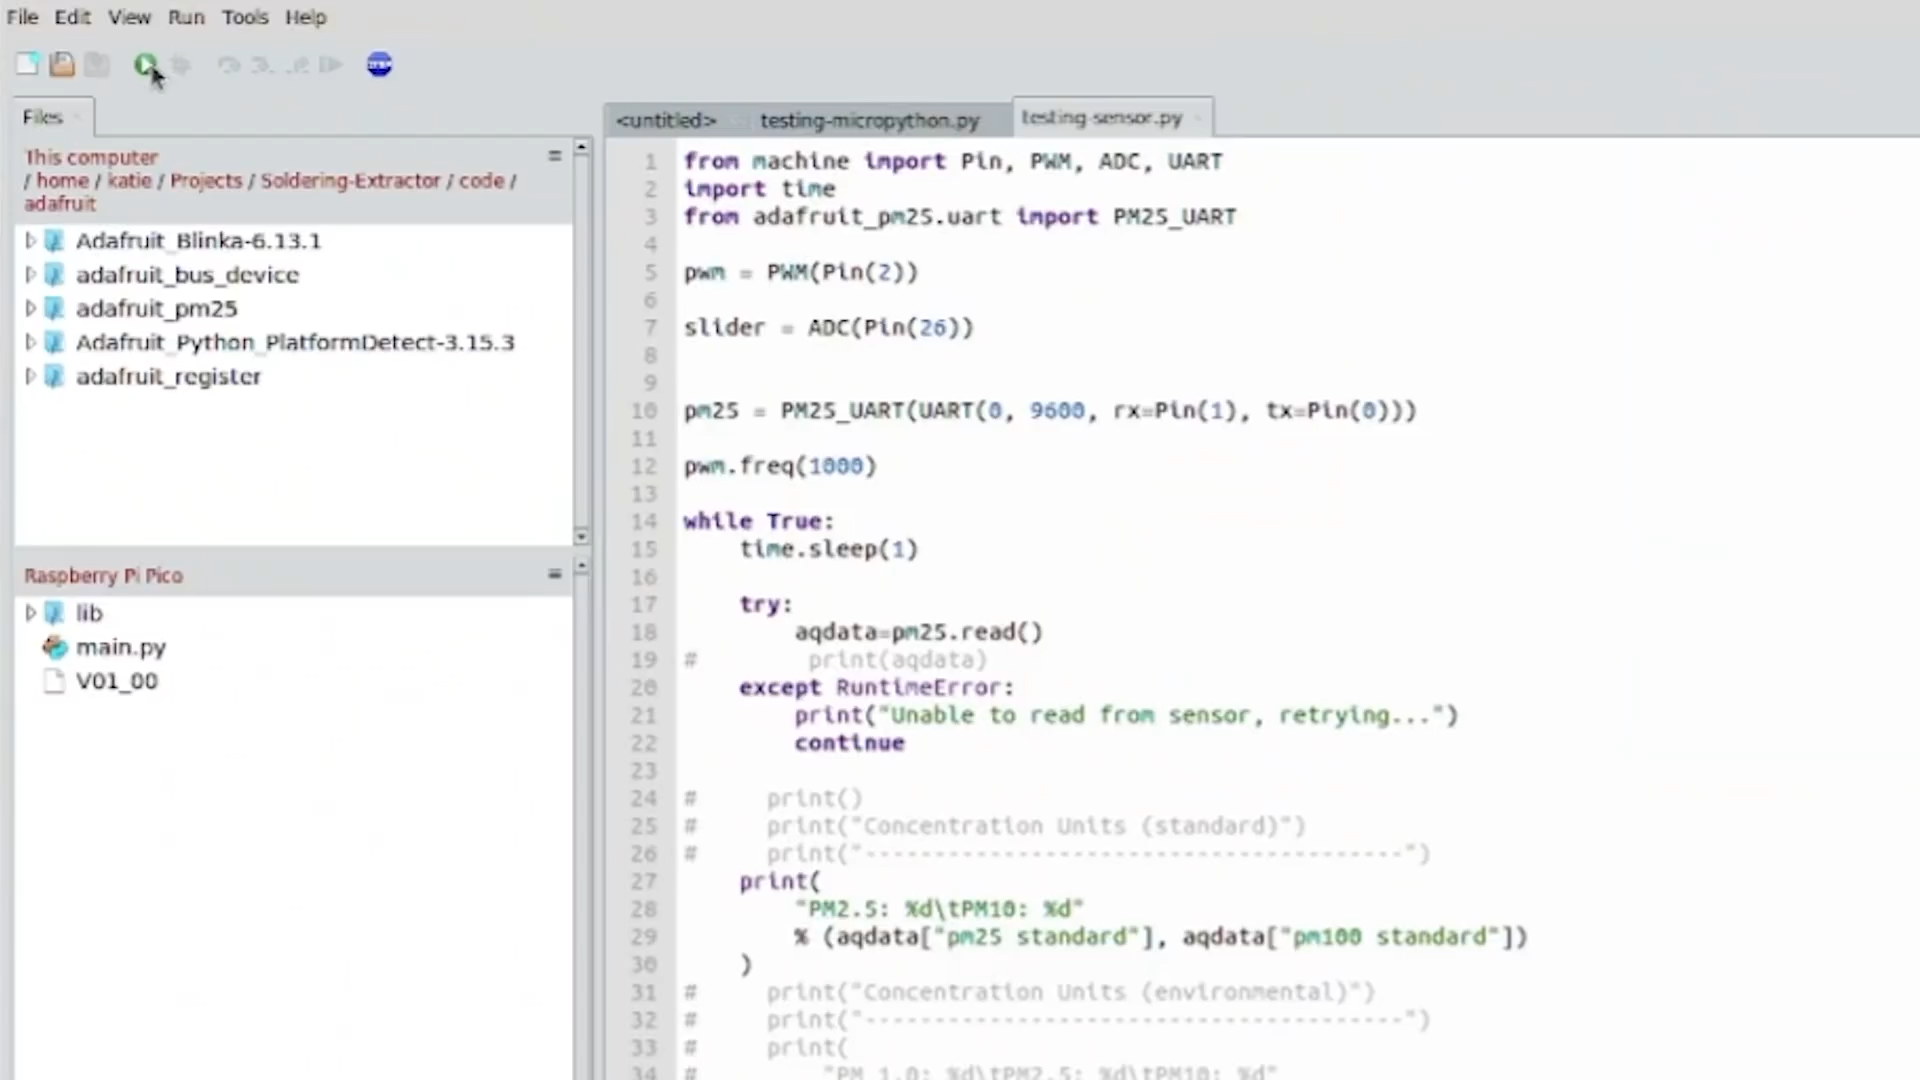 File Edit View Run Tools Help
Files
This computer
/ home / katie / Projects / Soldering-Extractor / code /
adafruit
Adafruit_Blinka-6.13.1
adafruit_bus_device
adafruit_pm25
Adafruit_Python_PlatformDetect-3.15.3
adafruit_register
Raspberry Pi Pico
lib
main.py
V01_00
<untitled> testing-micropython.py testing-sensor.py
1 from machine import Pin, PWM, ADC, UART
2 import time
3 from adafruit_pm25.uart import PM25_UART
4
5 pwm = PWM(Pin(2))
6
7 slider = ADC(Pin(26))
8
9
10 pm25 = PM25_UART(UART(0, 9600, rx=Pin(1), tx=Pin(0)))
11
12 pwm.freq(1000)
13
14 while True:
15     time.sleep(1)
16
17     try:
18         aqdata=pm25.read()
19 #        print(aqdata)
20     except RuntimeError:
21         print("Unable to read from sensor, retrying...")
22         continue
23
24 #     print()
25 #     print("Concentration Units (standard)")
26 #     print("---------------------------------------")
27     print(
28         "PM2.5: %d\tPM10: %d"
29         % (aqdata["pm25 standard"], aqdata["pm100 standard"])
30     )
31 #     print("Concentration Units (environmental)")
32 #     print("---------------------------------------")
33 #     print(
34 #         "PM 1.0: %d\tPM2.5: %d\tPM10: %d"